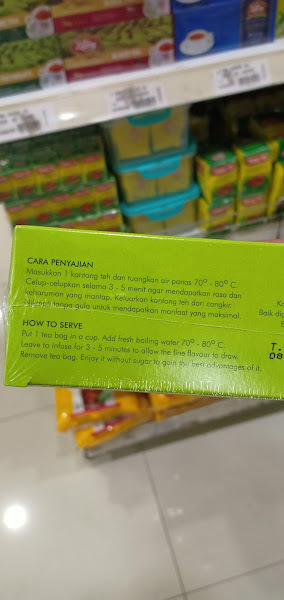 CARA PENYAJIAN
Masukkan 1 kantong teh dan tuangkan air panas 70° - 80° C.
Celup-celupkan selama 3 - 5 menit agar mendapatkan rasa dan
keharuman yang mantap. Keluarkan kantong teh dari cangkir.
Nikmati tanpa gula untuk mendapatkan manfaat yang maksimal.
HOW TO SERVE
Put 1 tea bag in a cup. Add fresh boiling water 70° - 80° C.
Leave to infuse for 3 - 5 minutes to allow the fine flavour to draw.
Remove tea bag. Enjoy it without sugar to gain the best advantages of it.
Baik dig